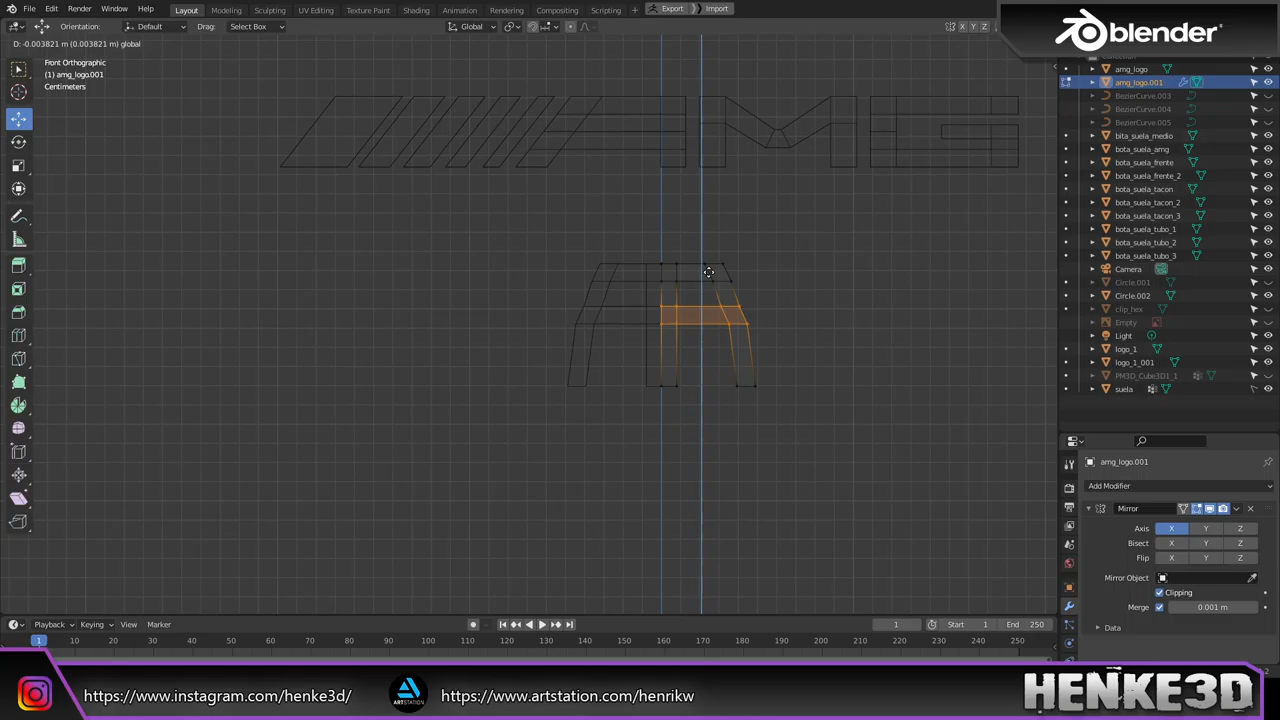 File Edit Render Window Help Layout Modeling Sculpting UV Editing Texture Paint Shading Animation Rendering Compositing Scripting + Export Import
blender
Orientation: Default Drag: Select Box Global X Y Z
D: -0.003821 m (0.003821 m) global
Front Orthographic
(1) amg_logo.001
Centimeters
amg_logo
amg_logo.001
BezierCurve.003
BezierCurve.004
BezierCurve.005
bita_suela_medio
bota_suela_amg
bota_suela_frente
bota_suela_frente_2
bota_suela_tacon
bota_suela_tacon_2
bota_suela_tacon_3
bota_suela_tubo_1
bota_suela_tubo_2
bota_suela_tubo_3
Camera
Circle.001
Circle.002
clip_hex
Empty
Light
logo_1
logo_1_001
PM3D_Cube3D1_1
suela
amg_logo.001
Add Modifier
Mirror
Axis X Y Z
Bisect X Y Z
Flip X Y Z
Mirror Object
Clipping
Merge 0.001 m
Data
Playback Keying View Marker 1 Start 1 End 250
1 10 20 30 40 50 60 70 80 90 100 110 120 130 140 150 160 170 180 190 200 210 220 230 240 250
https://www.instagram.com/henke3d/ ARTSTATION https://www.artstation.com/henrikw HENKE3D